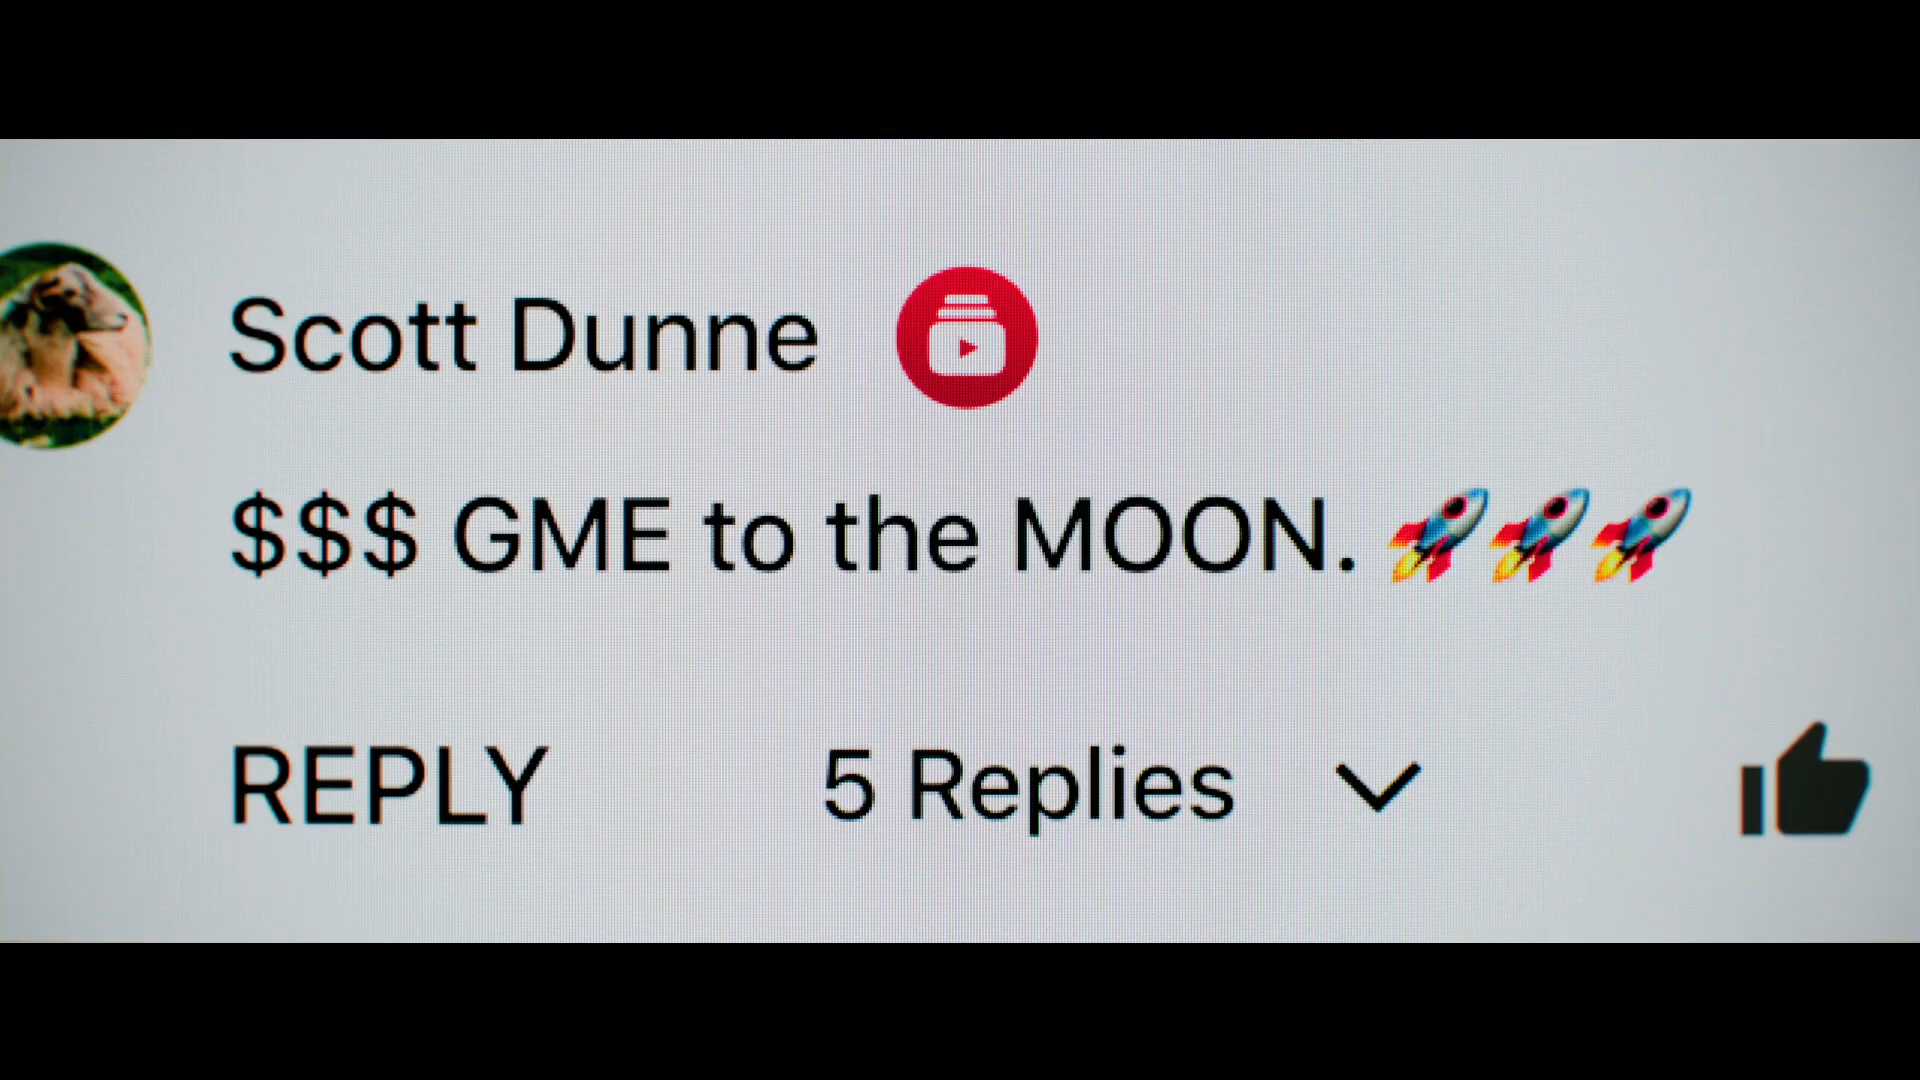 Scott Dunne
$$$ GME to the MOON. 🚀🚀🚀
REPLY 5 Replies